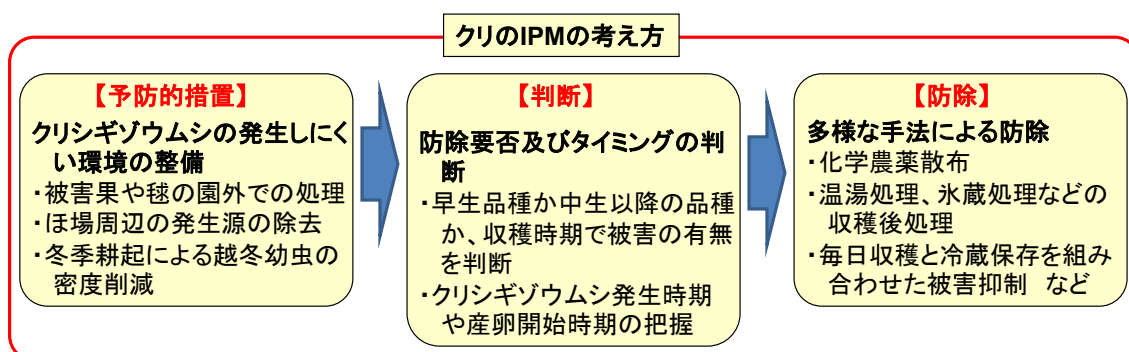 クリのIPMの考え方
【予防的措置】
クリシギゾウムシの発生しにく
い環境の整備
・被害果や毬の園外での処理
・ほ場周辺の発生源の除去
・冬季耕起による越冬幼虫の
密度削減
【判断】
防除要否及びタイミングの判
断
・早生品種か中生以降の品種
か、収穫時期で被害の有無
を判断
・クリシギゾウムシ発生時期
や産卵開始時期の把握
【防除】
多様な手法による防除
・化学農薬散布
・温湯処理、氷蔵処理などの
収穫後処理
・毎日収穫と冷蔵保存を組み
合わせた被害抑制 など